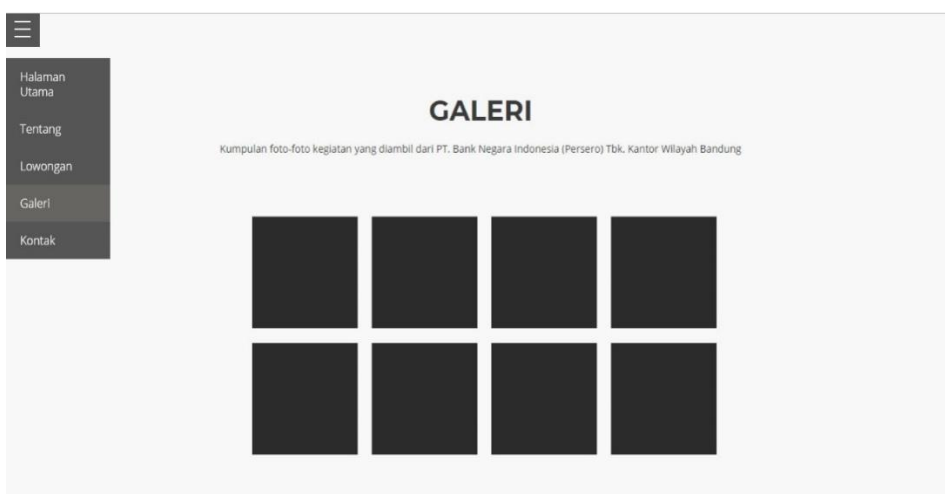 Halaman
Utama
Tentang
Lowongan
Galeri
Kontak
GALERI
Kumpulan foto-foto kegiatan yang diambil dari PT. Bank Negara Indonesia (Persero) Tbk. Kantor Wilayah Bandung